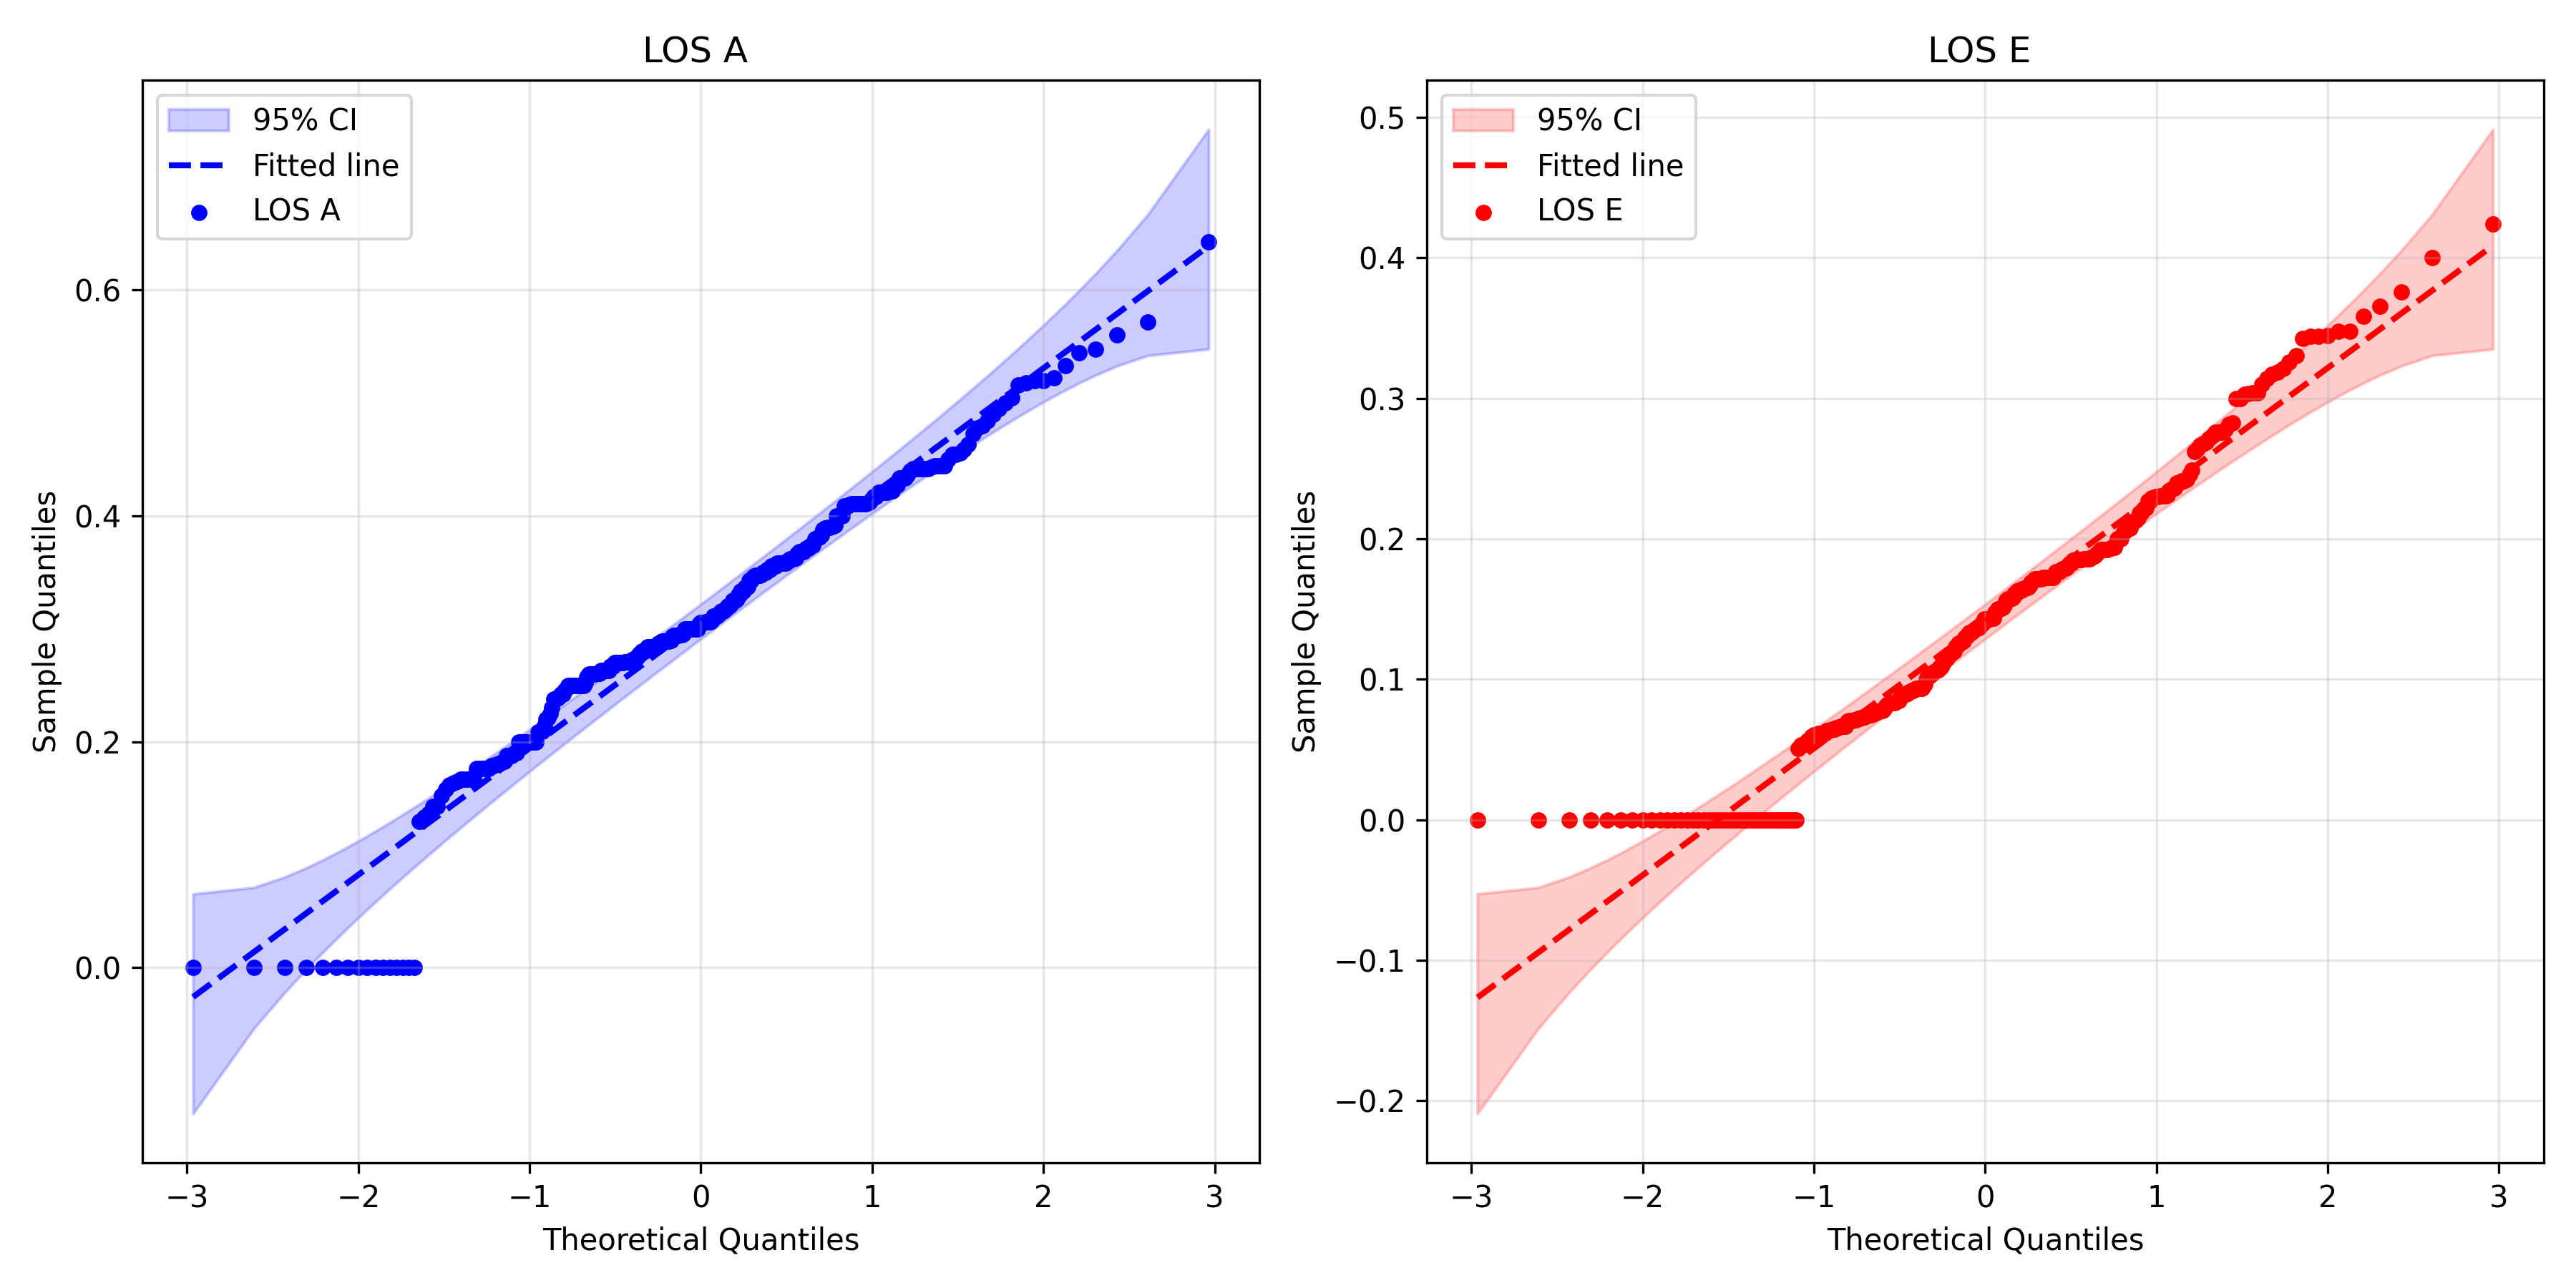 LOS A
95% CI
Fitted line
LOS A
0.6
0.4
0.2
0.0
Sample Quantiles
−3 −2 −1 0 1 2 3
Theoretical Quantiles
LOS E
95% CI
Fitted line
LOS E
0.5
0.4
0.3
0.2
0.1
0.0
−0.1
−0.2
Sample Quantiles
−3 −2 −1 0 1 2 3
Theoretical Quantiles